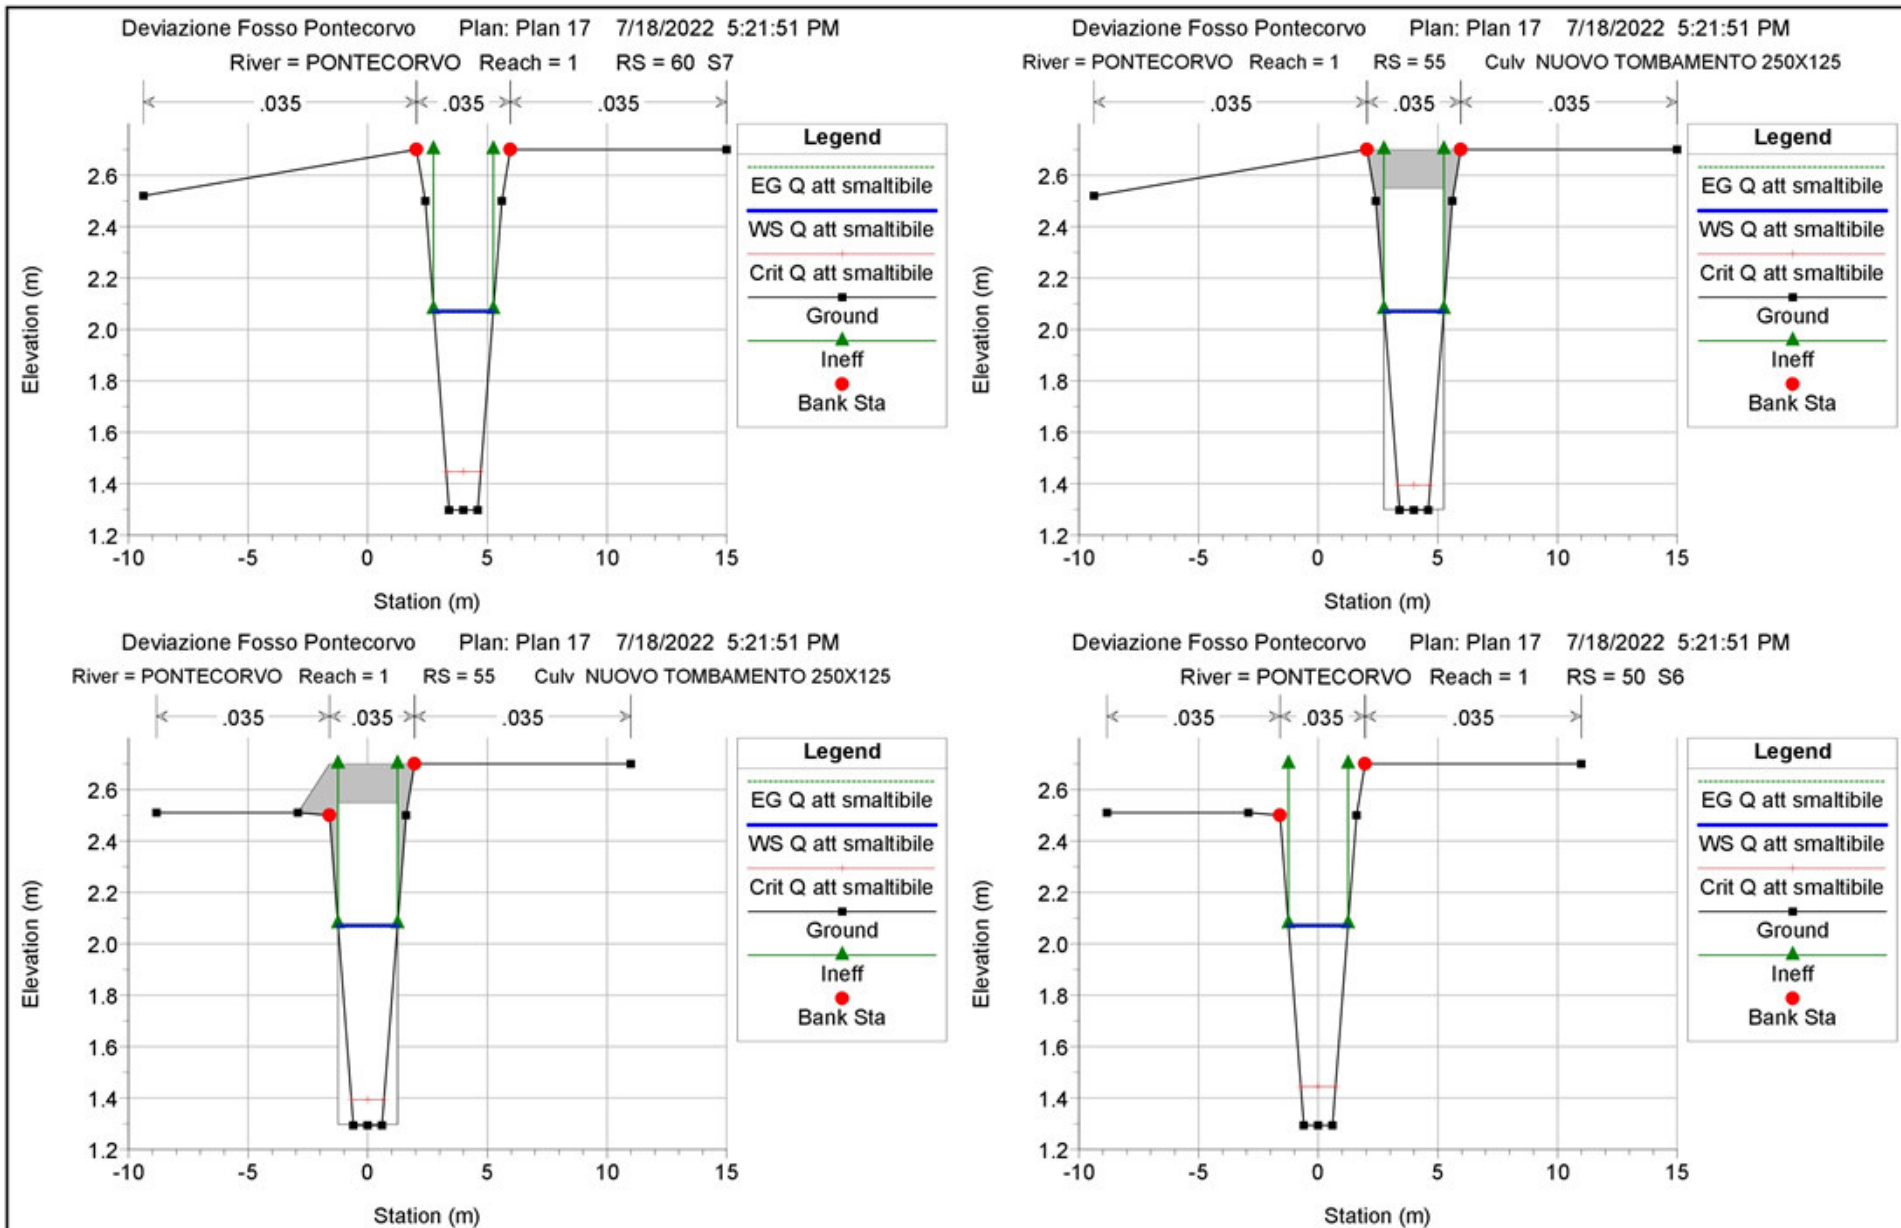 Deviazione Fosso Pontecorvo Plan: Plan 17 7/18/2022 5:21:51 PM
River = PONTECORVO Reach = 1 RS = 60 S7
.035 .035 .035
Elevation (m)
2.6
2.4
2.2
2.0
1.8
1.6
1.4
1.2
-10 -5 0 5 10 15
Station (m)
Legend
EG Q att smaltibile
WS Q att smaltibile
Crit Q att smaltibile
Ground
Ineff
Bank Sta
Deviazione Fosso Pontecorvo Plan: Plan 17 7/18/2022 5:21:51 PM
River = PONTECORVO Reach = 1 RS = 55 Culv NUOVO TOMBAMENTO 250X125
.035 .035 .035
Elevation (m)
2.6
2.4
2.2
2.0
1.8
1.6
1.4
1.2
-10 -5 0 5 10 15
Station (m)
Legend
EG Q att smaltibile
WS Q att smaltibile
Crit Q att smaltibile
Ground
Ineff
Bank Sta
Deviazione Fosso Pontecorvo Plan: Plan 17 7/18/2022 5:21:51 PM
River = PONTECORVO Reach = 1 RS = 55 Culv NUOVO TOMBAMENTO 250X125
.035 .035 .035
Elevation (m)
2.6
2.4
2.2
2.0
1.8
1.6
1.4
1.2
-10 -5 0 5 10 15
Station (m)
Legend
EG Q att smaltibile
WS Q att smaltibile
Crit Q att smaltibile
Ground
Ineff
Bank Sta
Deviazione Fosso Pontecorvo Plan: Plan 17 7/18/2022 5:21:51 PM
River = PONTECORVO Reach = 1 RS = 50 S6
.035 .035 .035
Elevation (m)
2.6
2.4
2.2
2.0
1.8
1.6
1.4
1.2
-10 -5 0 5 10 15
Station (m)
Legend
EG Q att smaltibile
WS Q att smaltibile
Crit Q att smaltibile
Ground
Ineff
Bank Sta